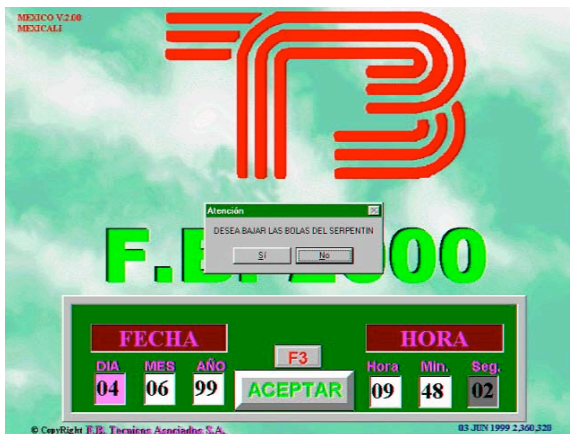 MEXICO V.2.00
MEXICALI
Atención
DESEA BAJAR LAS BOLAS DEL SERPENTIN
Sí No
FECHA HORA
DIA MES AÑO F3 Hora Min. Seg.
04 06 99 ACEPTAR 09 48 02
© CopyRight F.B. Tecnicos Asociados S.A. 03 JUN 1999 2,360,320